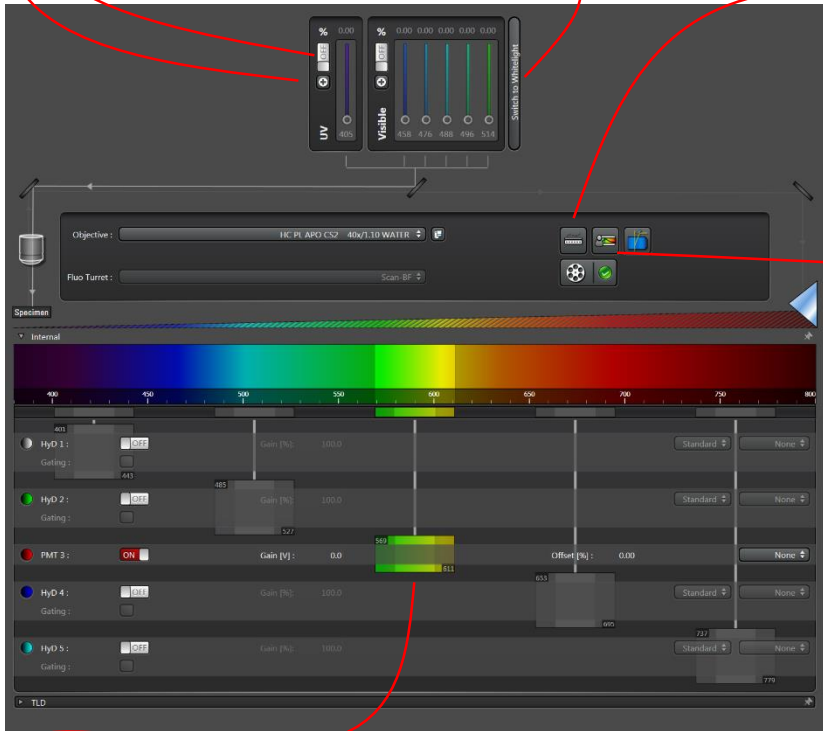 % 0.00 % 0.00 0.00 0.00 0.00 0.00
OFF OFF
UV 405 Visible 458 476 488 496 514 Switch to Whitelight
Objective : HC PL APO CS2 40x/1.10 WATER
Fluo Turret : Scan-BF
Specimen
Internal
400 450 500 550 600 650 700 750 800
401
HyD 1 : OFF Gain [%]: 100.0 Standard None
Gating :
443
485
HyD 2 : OFF Gain [%]: 100.0 Standard None
Gating :
527
569
PMT 3 : ON Gain [V] : 0.0 Offset [%] : 0.00 None
611
653
HyD 4 : OFF Gain [%]: 100.0 Standard None
Gating :
695
737
HyD 5 : OFF Gain [%]: 100.0 Standard None
Gating :
779
TLD